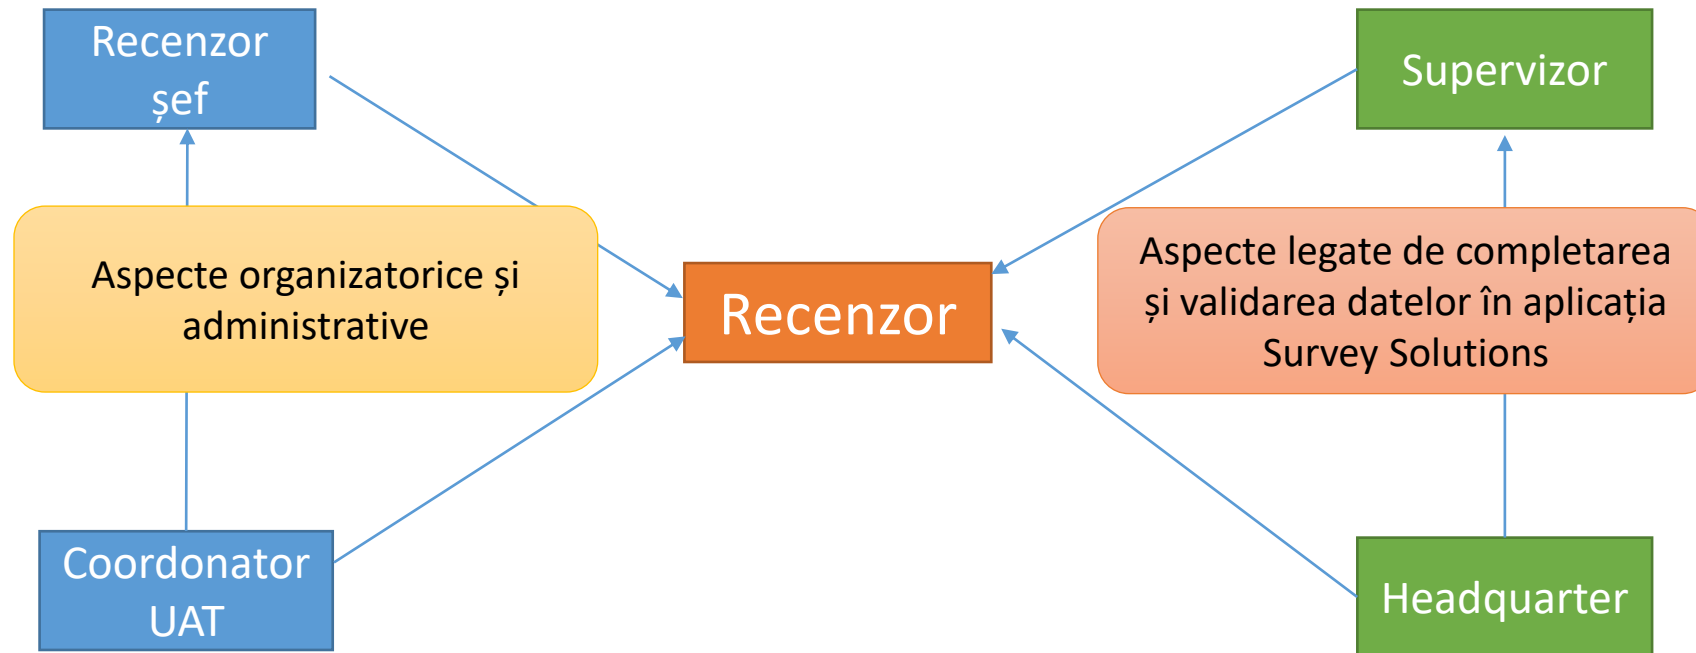 Recenzor
șef
Supervizor
Aspecte organizatorice și
administrative
Recenzor
Aspecte legate de completarea
și validarea datelor în aplicația
Survey Solutions
Coordonator
UAT
Headquarter